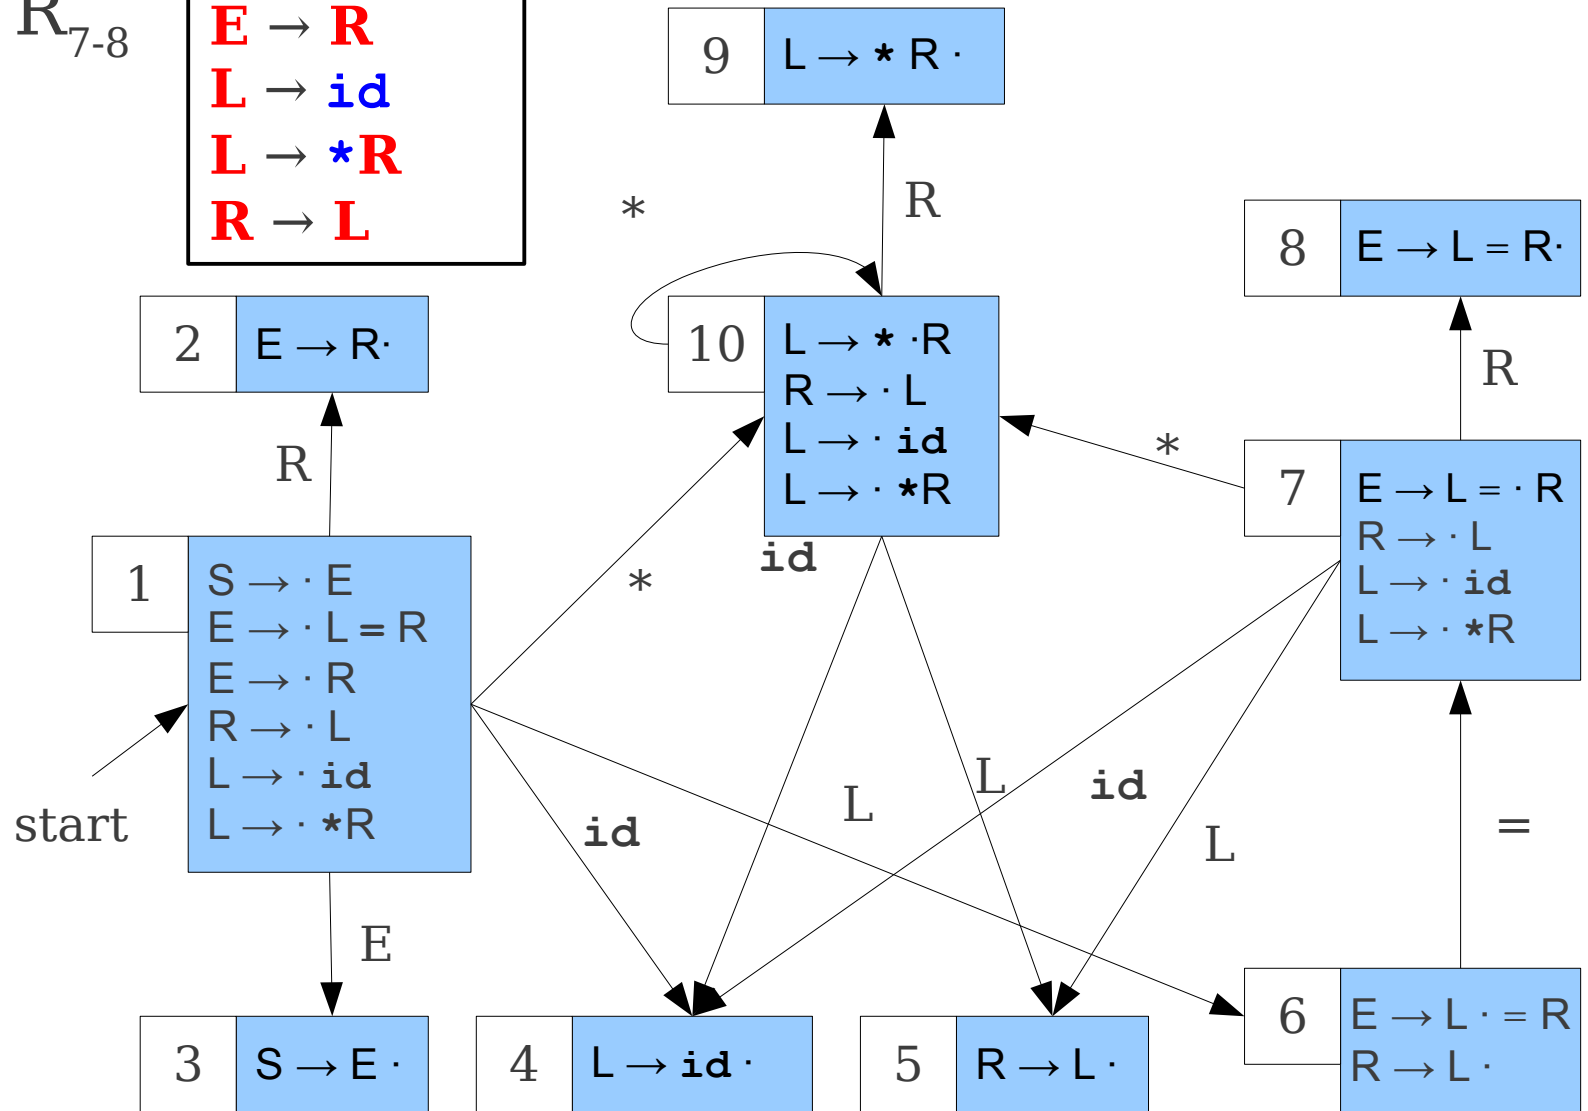 R7-8
E → R
L → id
L → *R
R → L
9
L → * R ·
*
R
8
E → L = R·
2
E → R·
10
L → * ·R
R → · L
L → · id
L → · *R
R
R
*
7
E → L = · R
R → · L
L → · id
L → · *R
1
S → · E
E → · L = R
E → · R
R → · L
L → · id
L → · *R
*
id
start
id
L
L
id
L
=
E
3
S → E ·
4
L → id ·
5
R → L ·
6
E → L · = R
R → L ·